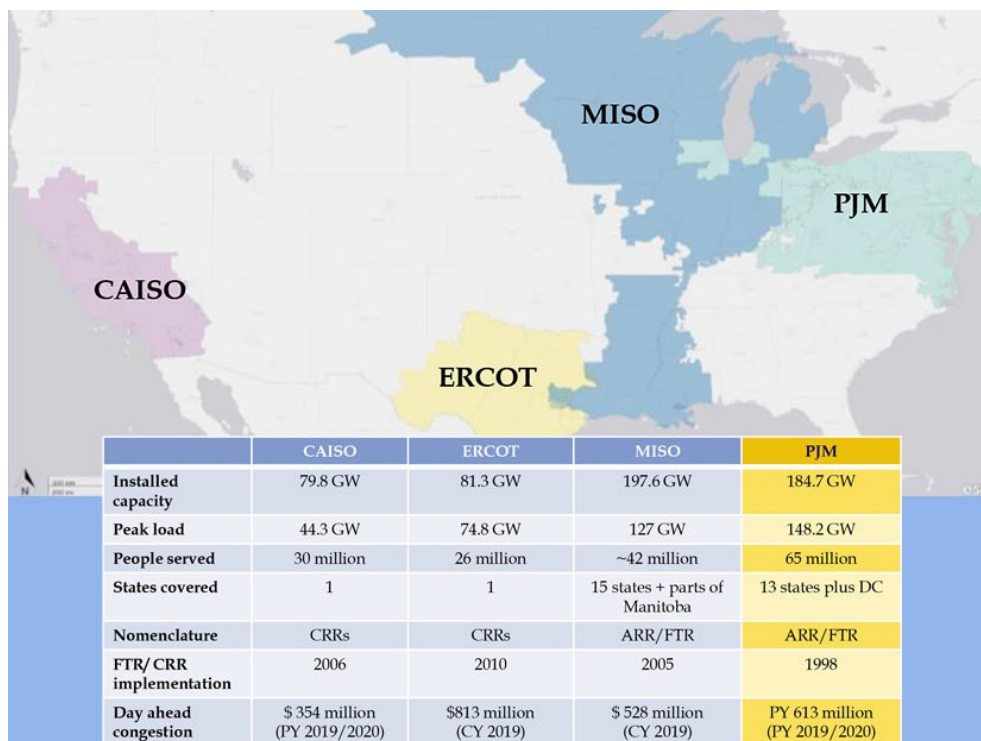 MISO
PJM
CAISO
ERCOT
N
CAISO ERCOT MISO PJM
Installed capacity 79.8 GW 81.3 GW 197.6 GW 184.7 GW
Peak load 44.3 GW 74.8 GW 127 GW 148.2 GW
People served 30 million 26 million ~42 million 65 million
States covered 1 1 15 states + parts of Manitoba 13 states plus DC
Nomenclature CRRs CRRs ARR/FTR ARR/FTR
FTR/ CRR implementation 2006 2010 2005 1998
Day ahead congestion $ 354 million (PY 2019/2020) $813 million (CY 2019) $ 528 million (CY 2019) PY 613 million (PY 2019/2020)